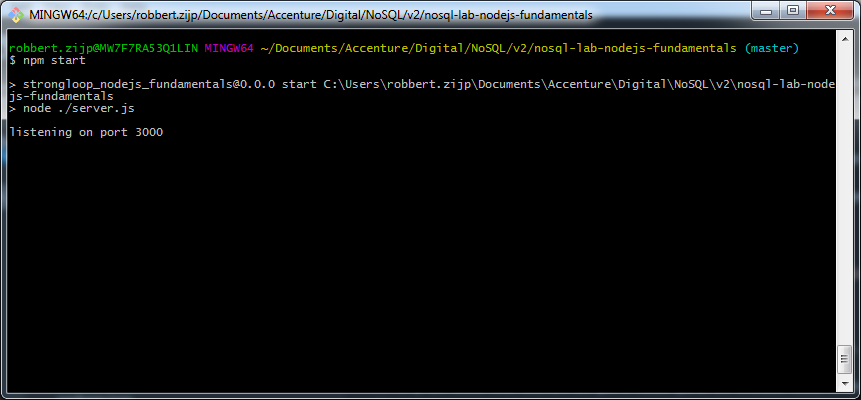 MINGW64:/c/Users/robbert.zijp/Documents/Accenture/Digital/NoSQL/v2/nosql-lab-nodejs-fundamentals
robbert.zijp@MW7F7RA53Q1LIN MINGW64 ~/Documents/Accenture/Digital/NoSQL/v2/nosql-lab-nodejs-fundamentals (master)
$ npm start
> strongloop_nodejs_fundamentals@0.0.0 start C:\Users\robbert.zijp\Documents\Accenture\Digital\NoSQL\v2\nosql-lab-node
js-fundamentals
> node ./server.js
listening on port 3000